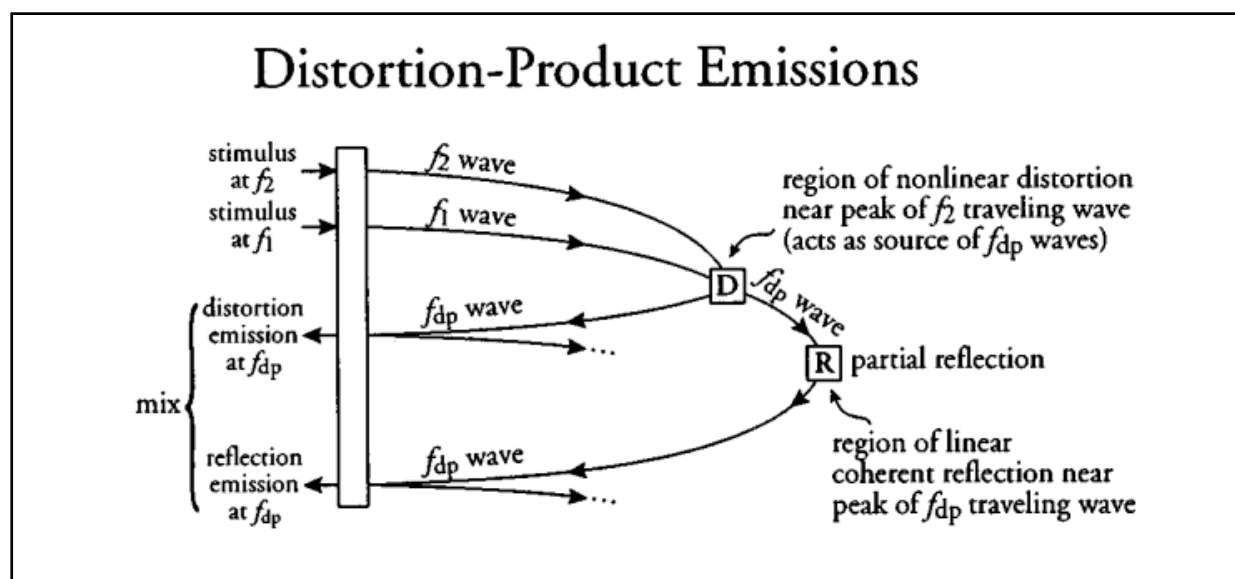 Distortion-Product Emissions
stimulus
at f2
f2 wave
stimulus
at f1
f1 wave
region of nonlinear distortion
near peak of f2 traveling wave
(acts as source of fdp waves)
D
fdp wave
distortion
emission
at fdp
fdp wave
...
R
partial reflection
mix
reflection
emission
at fdp
fdp wave
...
region of linear
coherent reflection near
peak of fdp traveling wave